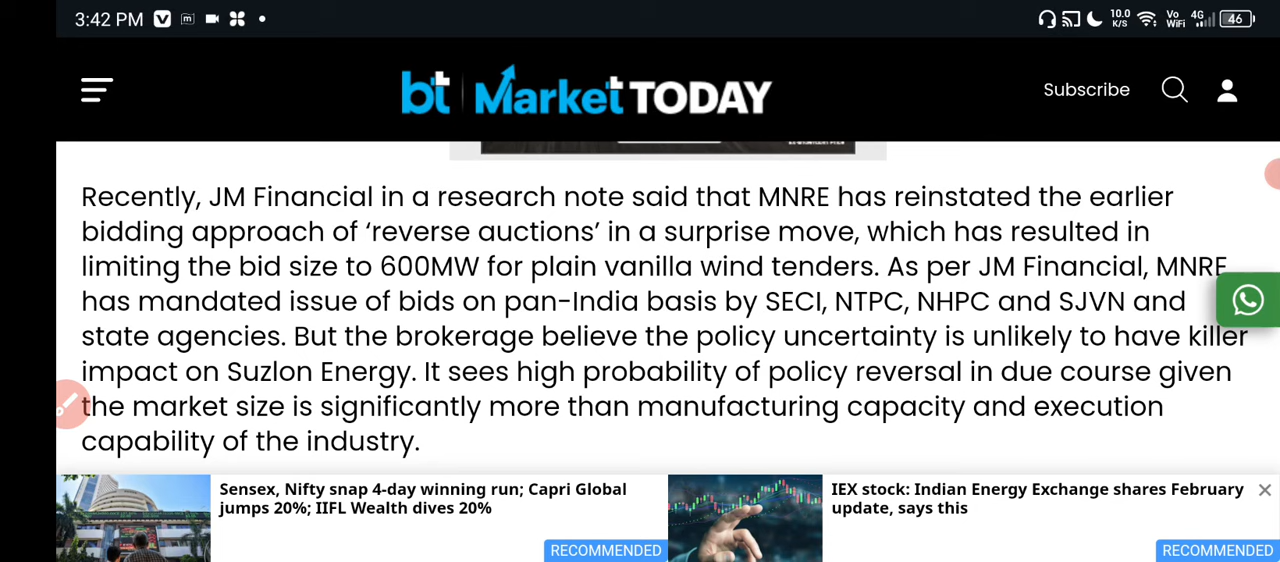 3:42 PM
10.0 K/S
Vo WiFi
4G
46
bt Market TODAY
Subscribe
Recently, JM Financial in a research note said that MNRE has reinstated the earlier
bidding approach of ‘reverse auctions’ in a surprise move, which has resulted in
limiting the bid size to 600MW for plain vanilla wind tenders. As per JM Financial, MNRE
has mandated issue of bids on pan-India basis by SECI, NTPC, NHPC and SJVN and
state agencies. But the brokerage believe the policy uncertainty is unlikely to have killer
impact on Suzlon Energy. It sees high probability of policy reversal in due course given
the market size is significantly more than manufacturing capacity and execution
capability of the industry.
Sensex, Nifty snap 4-day winning run; Capri Global
jumps 20%; IIFL Wealth dives 20%
RECOMMENDED
IEX stock: Indian Energy Exchange shares February
update, says this
RECOMMENDED